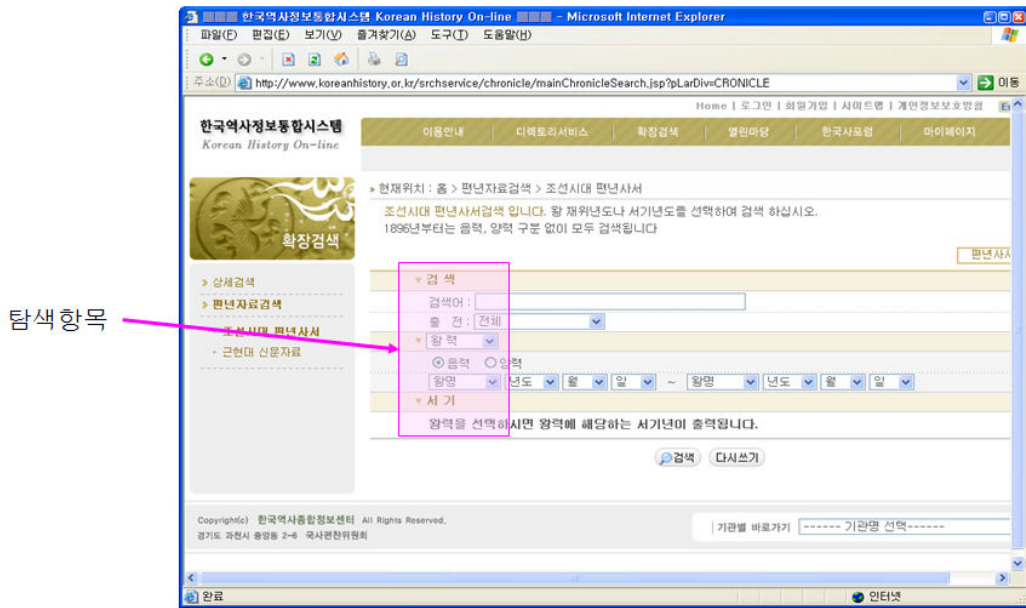 한국역사정보통합시스템 Korean History On-line - Microsoft Internet Explorer
파일(F) 편집(E) 보기(V) 즐겨찾기(A) 도구(T) 도움말(H)
주소(D) http://www.koreanhistory.or.kr/srchservice/chronicle/mainChronicleSearch.jsp?pLarDiv=CRONICLE 이동
Home | 로그인 | 회원가입 | 사이트맵 | 개인정보보호방침
한국역사정보통합시스템
Korean History On-line
이용안내 디렉토리서비스 확장검색 열린마당 한국사포럼 마이페이지
» 현재위치 : 홈 > 편년자료검색 > 조선시대 편년사서
조선시대 편년사서검색 입니다. 왕 재위년도나 서기년도를 선택하여 검색 하십시오.
1896년부터는 음력, 양력 구분 없이 모두 검색됩니다
확장검색
편년사서
» 상세검색
» 편년자료검색
조선시대 편년사서
· 근현대 신문자료
탐색항목
▼ 검 색
검색어 :
출 전 : 전체
▼ 왕 력
음력 양력
왕명 년도 월 일 ~ 왕명 년도 월 일
▼ 서 기
왕력을 선택하시면 왕력에 해당하는 서기년이 출력됩니다.
검색 다시쓰기
Copyright(c) 한국역사종합정보센터 All Rights Reserved.
경기도 과천시 중앙동 2-6 국사편찬위원회
기관별 바로가기 ------ 기관명 선택------
완료 인터넷